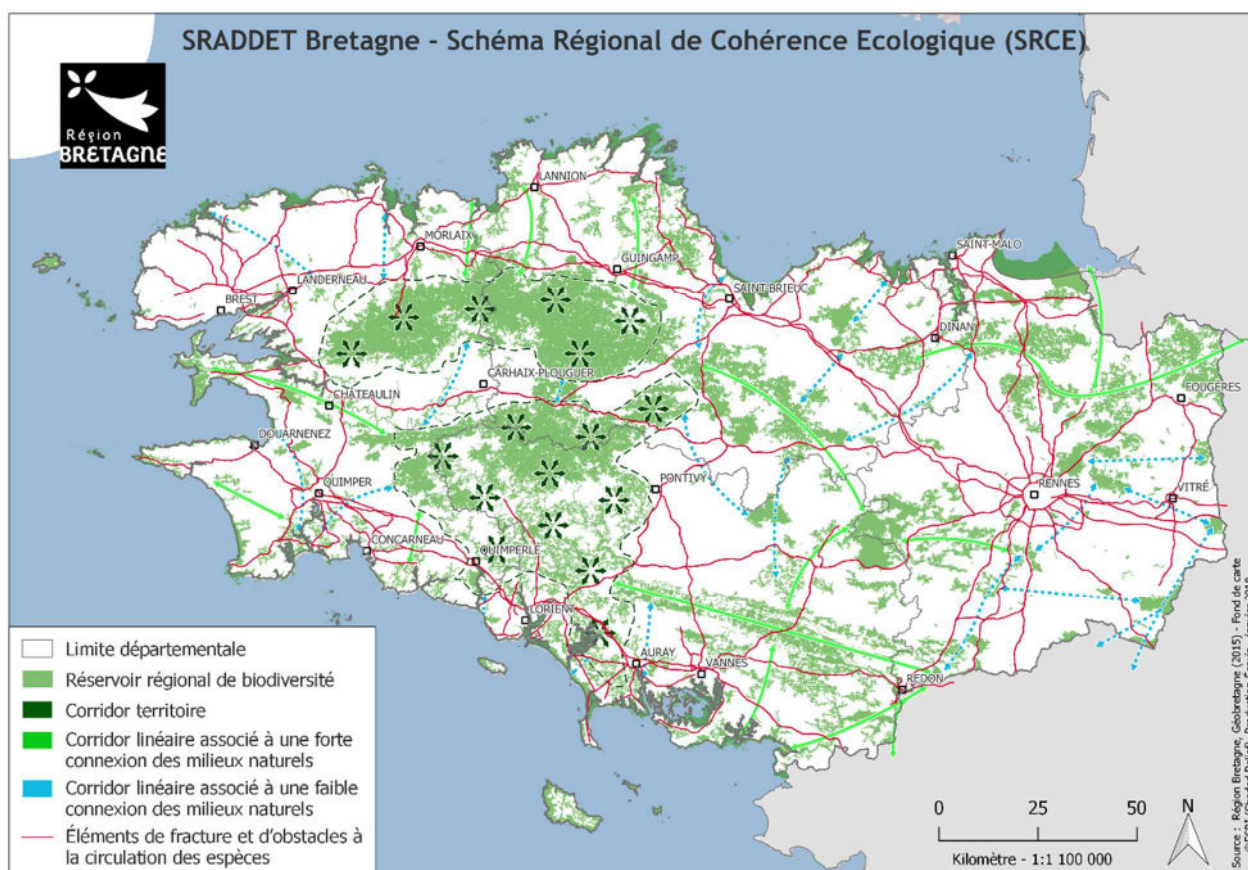 SRADDET Bretagne - Schéma Régional de Cohérence Ecologique (SRCE)
Région
BRETAGNE
LANNION
MORLAIX
GUINGAMP
SAINT-MALO
LANDERNEAU
BREST
SAINT-BRIEUC
DINAN
CARHAIX-PLOUGUER
CHATEAULIN
FOUGÈRES
DOUARNENEZ
QUIMPER
PONTIVY
RENNES
VITRÉ
CONCARNEAU
QUIMPERLÉ
LORIENT
AURAY
VANNES
REDON
Limite départementale
Réservoir régional de biodiversité
Corridor territoire
Corridor linéaire associé à une forte
connexion des milieux naturels
Corridor linéaire associé à une faible
connexion des milieux naturels
Éléments de fracture et d'obstacles à
la circulation des espèces
0 25 50
Kilomètre - 1:1 100 000
N
Source : Région Bretagne, Géobretagne (2015) - Fond de carte